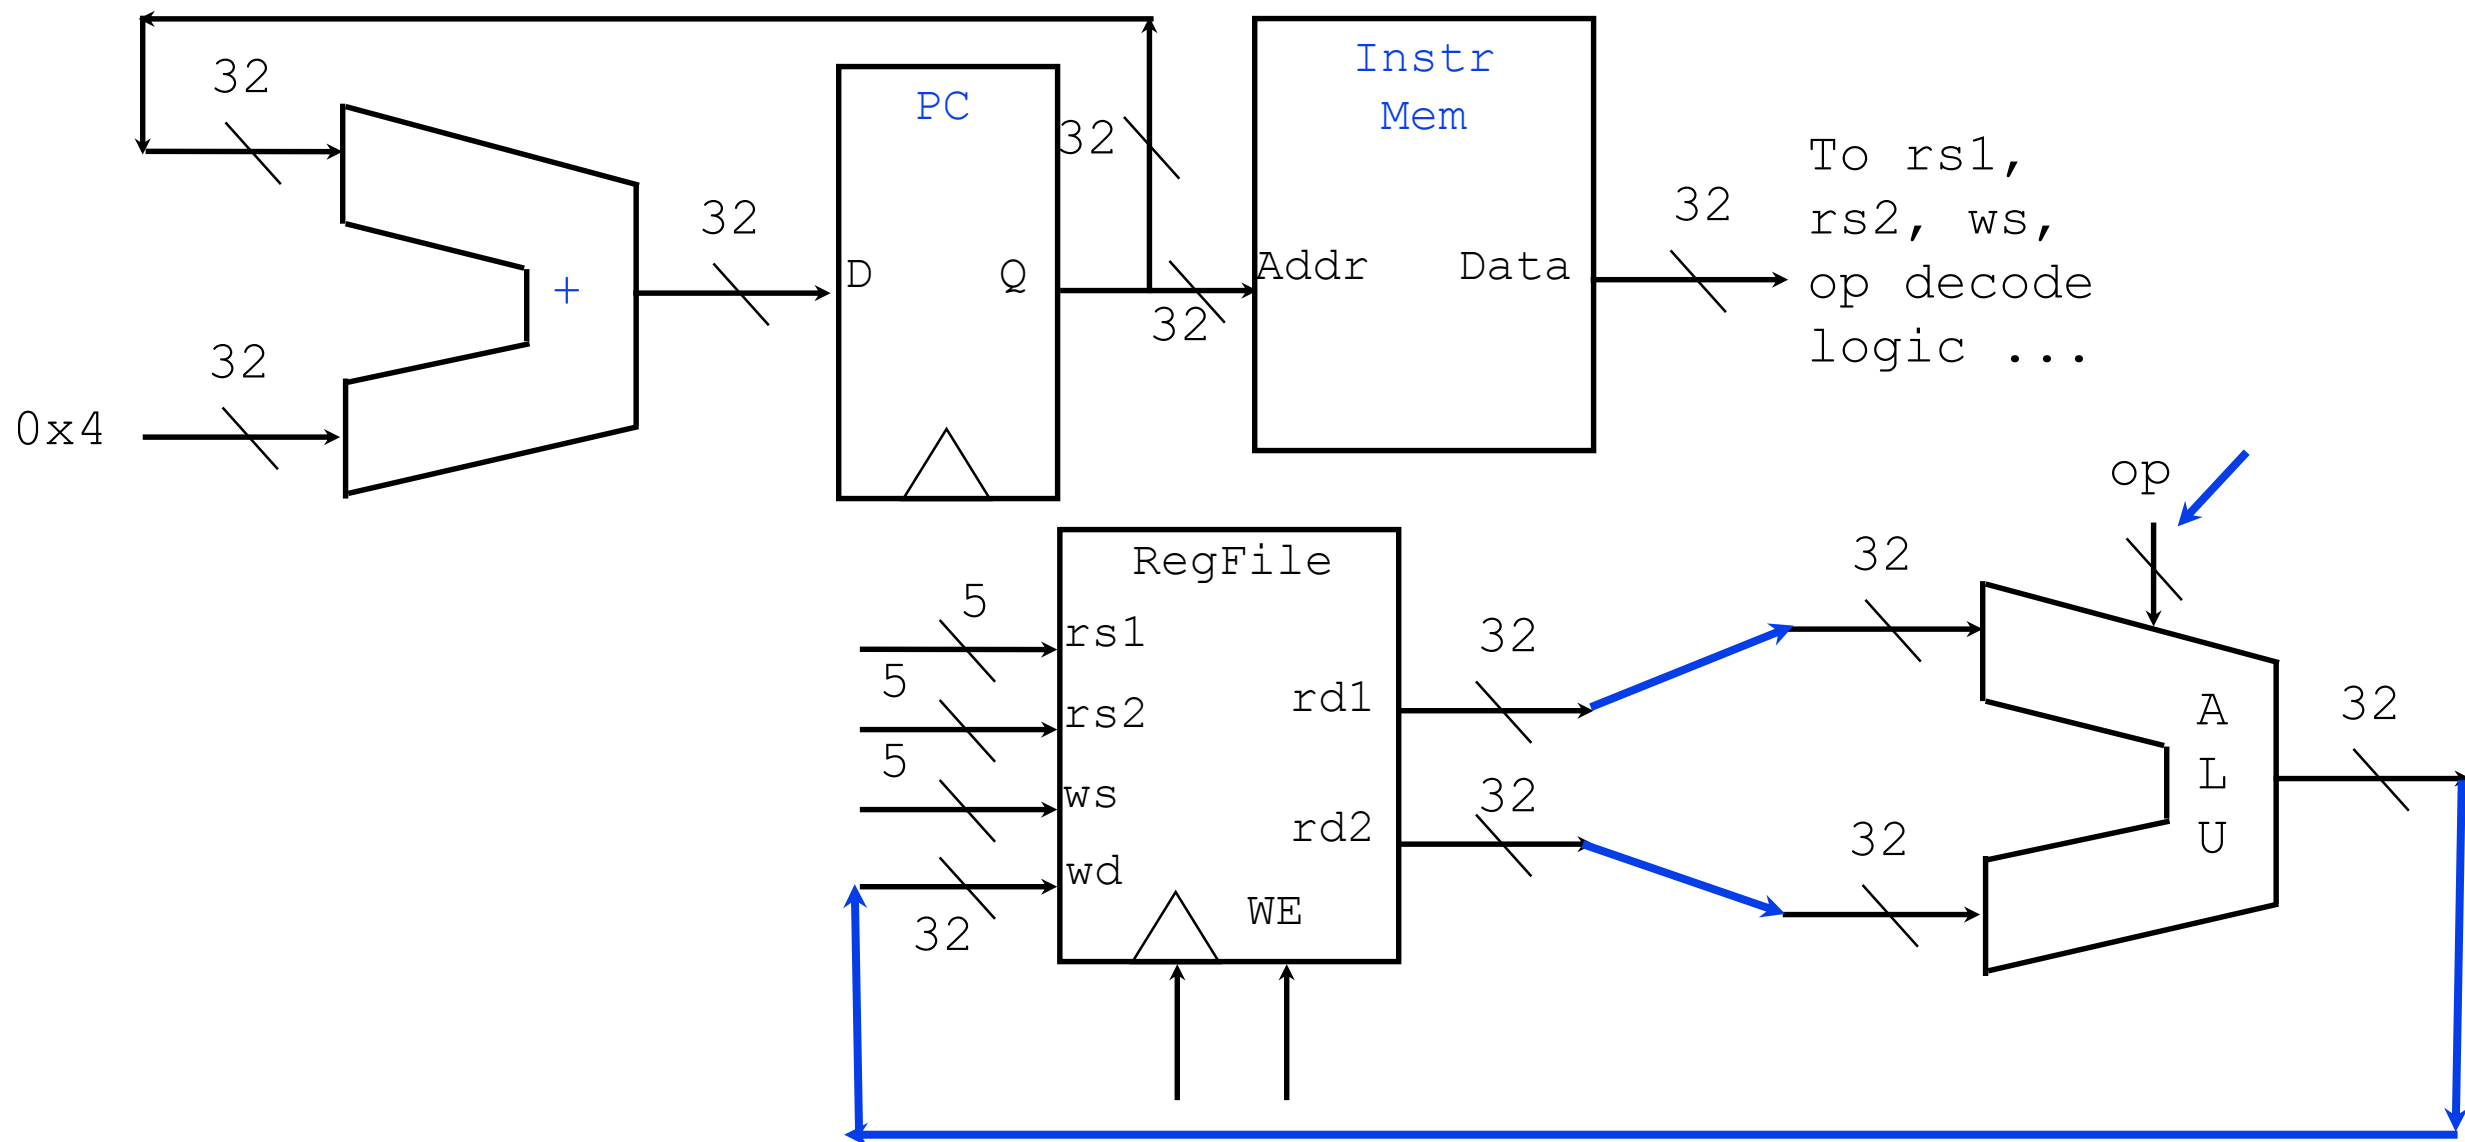 32
PC
32
Instr
Mem
To rs1,
rs2, ws,
op decode
logic ...
32
32
+
D
Q
Addr
Data
32
32
0x4
op
RegFile
32
5
rs1
32
5
rs2
rd1
A
32
5
ws
32
L
rd2
32
U
wd
32
WE